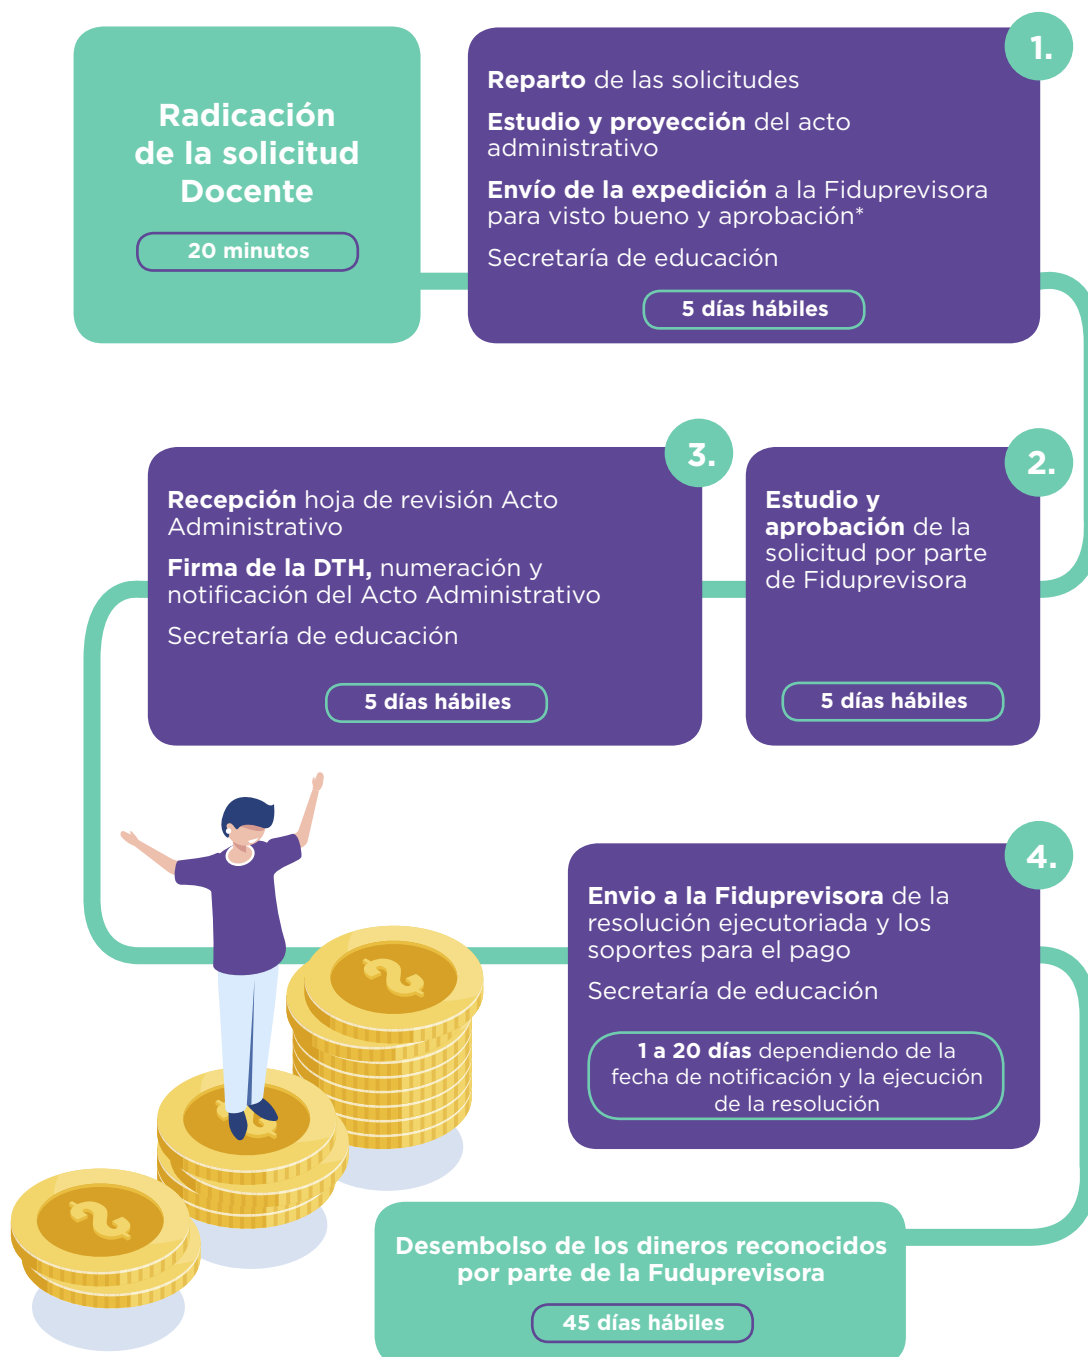 Radicación
de la solicitud
Docente
20 minutos
1.
Reparto de las solicitudes
Estudio y proyección del acto
administrativo
Envío de la expedición a la Fiduprevisora
para visto bueno y aprobación*
Secretaría de educación
5 días hábiles
2.
Estudio y
aprobación de la
solicitud por parte
de Fiduprevisora
5 días hábiles
3.
Recepción hoja de revisión Acto
Administrativo
Firma de la DTH, numeración y
notificación del Acto Administrativo
Secretaría de educación
5 días hábiles
4.
Envio a la Fiduprevisora de la
resolución ejecutoriada y los
soportes para el pago
Secretaría de educación
1 a 20 días dependiendo de la
fecha de notificación y la ejecución
de la resolución
Desembolso de los dineros reconocidos
por parte de la Fuduprevisora
45 días hábiles